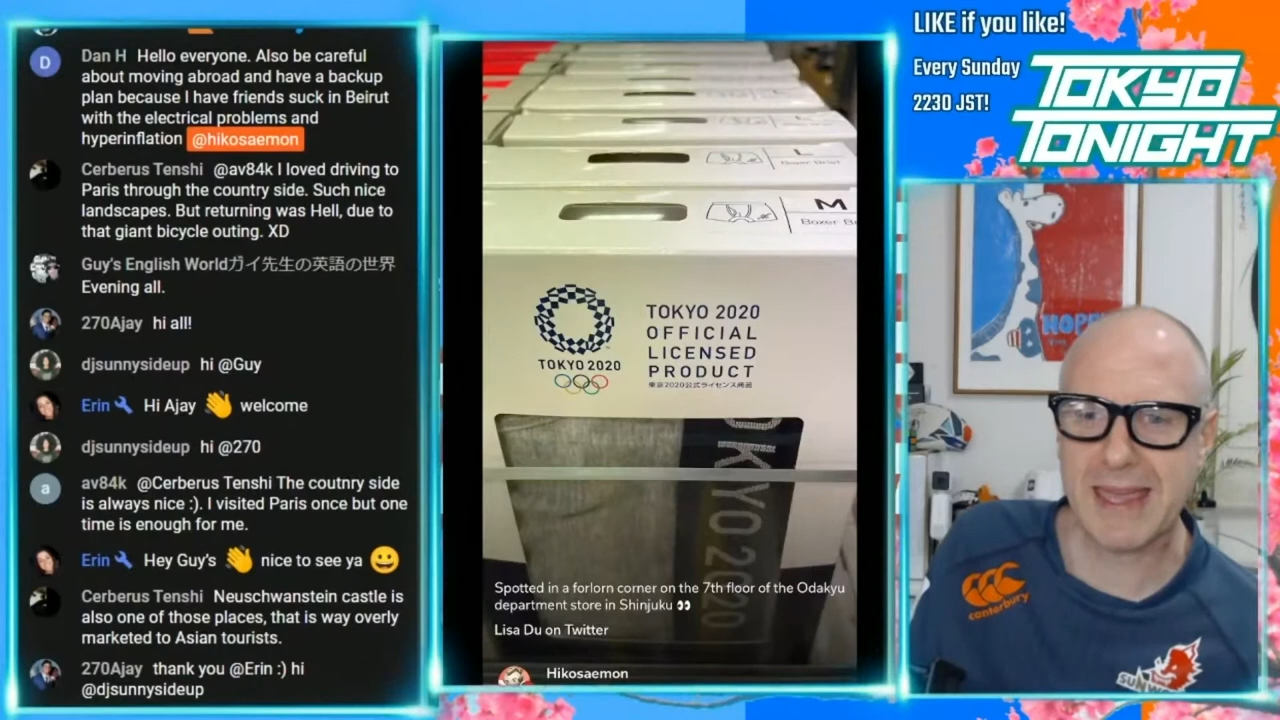 Dan H Hello everyone. Also be careful
about moving abroad and have a backup
plan because I have friends suck in Beirut
with the electrical problems and
hyperinflation @hikosaemon
Cerberus Tenshi @av84k I loved driving to
Paris through the country side. Such nice
landscapes. But returning was Hell, due to
that giant bicycle outing. XD
Guy's English Worldガイ先生の英語の世界
Evening all.
270Ajay hi all!
djsunnysideup hi @Guy
Erin Hi Ajay 👋 welcome
djsunnysideup hi @270
av84k @Cerberus Tenshi The coutnry side
is always nice :). I visited Paris once but one
time is enough for me.
Erin Hey Guy's 👋 nice to see ya 😀
Cerberus Tenshi Neuschwanstein castle is
also one of those places, that is way overly
marketed to Asian tourists.
270Ajay thank you @Erin :) hi
@djsunnysideup
L
Boxer Brief
M
Boxer B
TOKYO 2020
TOKYO 2020
OFFICIAL
LICENSED
PRODUCT
東京2020公式ライセンス商品
TOKYO 2020
Spotted in a forlorn corner on the 7th floor of the Odakyu
department store in Shinjuku 👀
Lisa Du on Twitter
Hikosaemon
LIKE if you like!
Every Sunday
2230 JST!
TOKYO
TONIGHT
canterbury